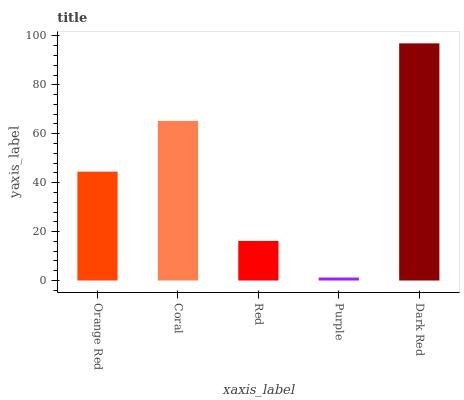 title
100
80
60
40
20
0
yaxis_label
Orange Red
Coral
Red
Purple
Dark Red
xaxis_label